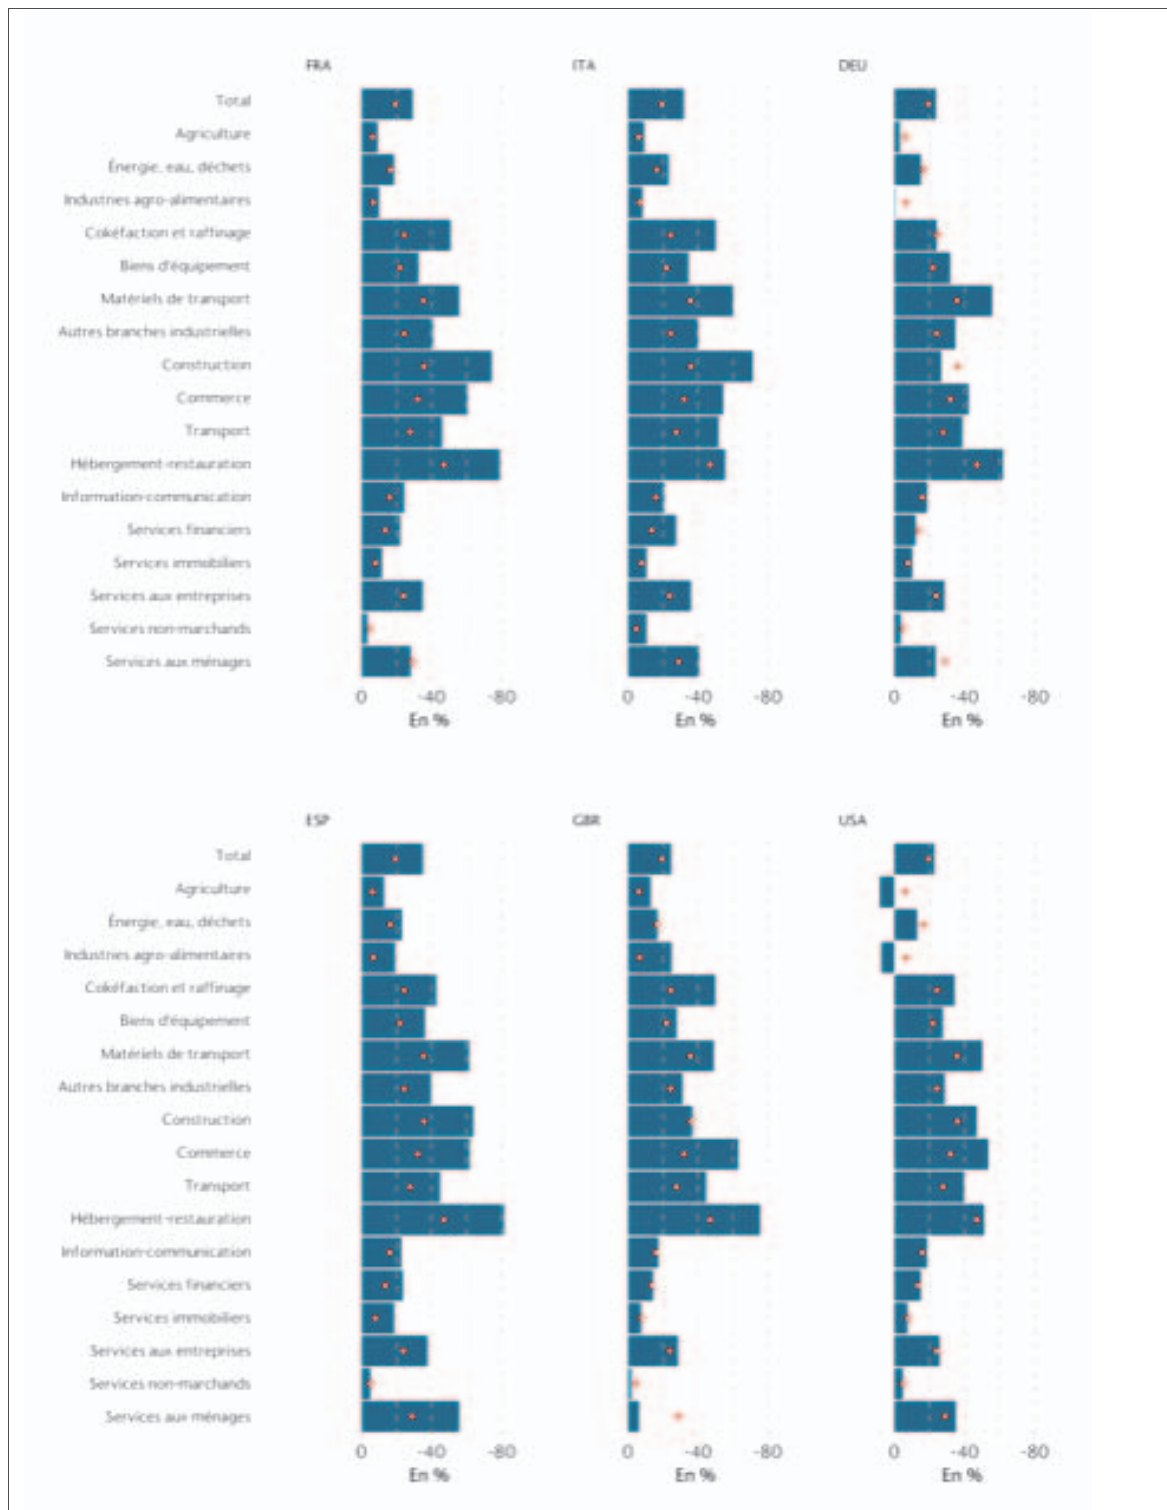 FRA ITA DEU
Total
Agriculture
Énergie, eau, déchets
Industries agro-alimentaires
Cokéfaction et raffinage
Biens d'équipement
Matériels de transport
Autres branches industrielles
Construction
Commerce
Transport
Hébergement-restauration
Information-communication
Services financiers
Services immobiliers
Services aux entreprises
Services non-marchands
Services aux ménages
0 -40 -80 0 -40 -80 0 -40 -80
En % En % En %
ESP GBR USA
Total
Agriculture
Énergie, eau, déchets
Industries agro-alimentaires
Cokéfaction et raffinage
Biens d'équipement
Matériels de transport
Autres branches industrielles
Construction
Commerce
Transport
Hébergement-restauration
Information-communication
Services financiers
Services immobiliers
Services aux entreprises
Services non-marchands
Services aux ménages
0 -40 -80 0 -40 -80 0 -40 -80
En % En % En %